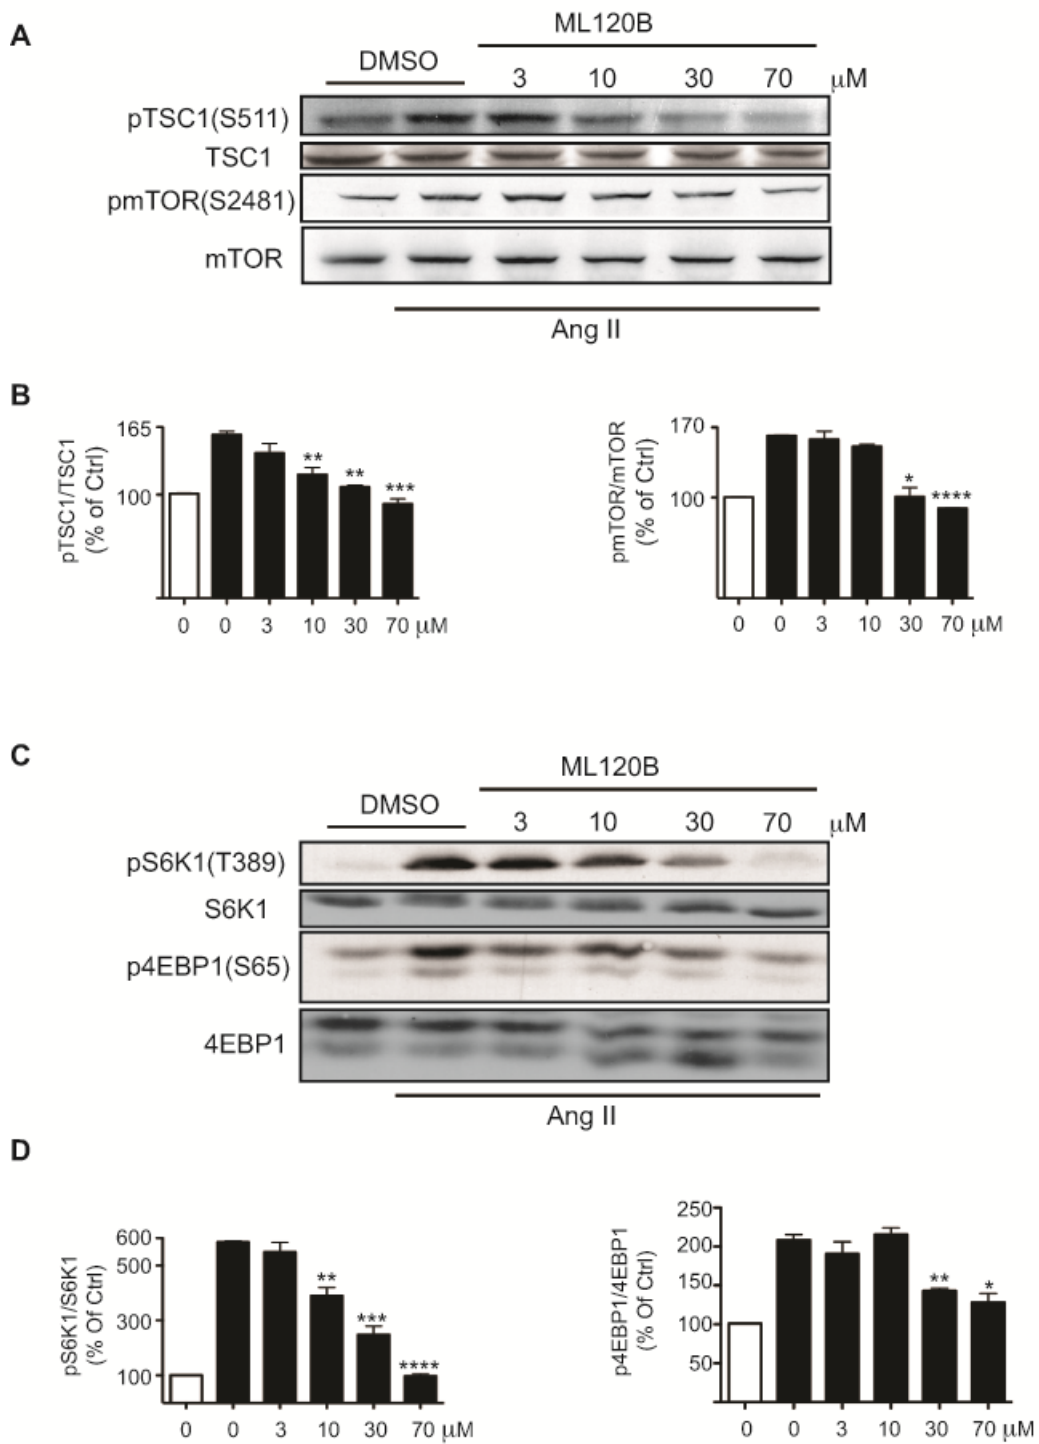 A
ML120B
DMSO
3 10 30 70 μM
pTSC1(S511)
TSC1
pmTOR(S2481)
mTOR
Ang II
B
pTSC1/TSC1
(% of Ctrl)
165
100
** ** ***
0 0 3 10 30 70 μM
pmTOR/mTOR
(% of Ctrl)
170
100
* ****
0 0 3 10 30 70 μM
C
ML120B
DMSO
3 10 30 70 μM
pS6K1(T389)
S6K1
p4EBP1(S65)
4EBP1
Ang II
D
pS6K1/S6K1
(% Of Ctrl)
600
500
300
100
** *** ****
0 0 3 10 30 70 μM
p4EBP1/4EBP1
(% Of Ctrl)
250
200
150
100
50
** *
0 0 3 10 30 70 μM